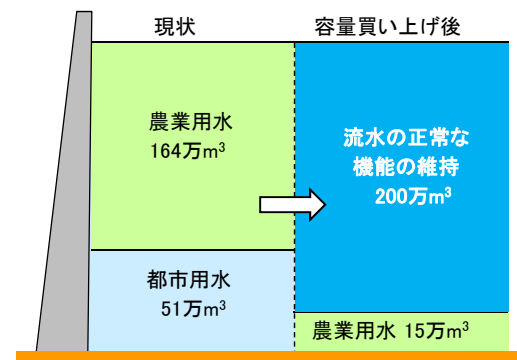 現状
容量買い上げ後
農業用水
164万m³
流水の正常な
機能の維持
200万m³
都市用水
51万m³
農業用水 15万m³